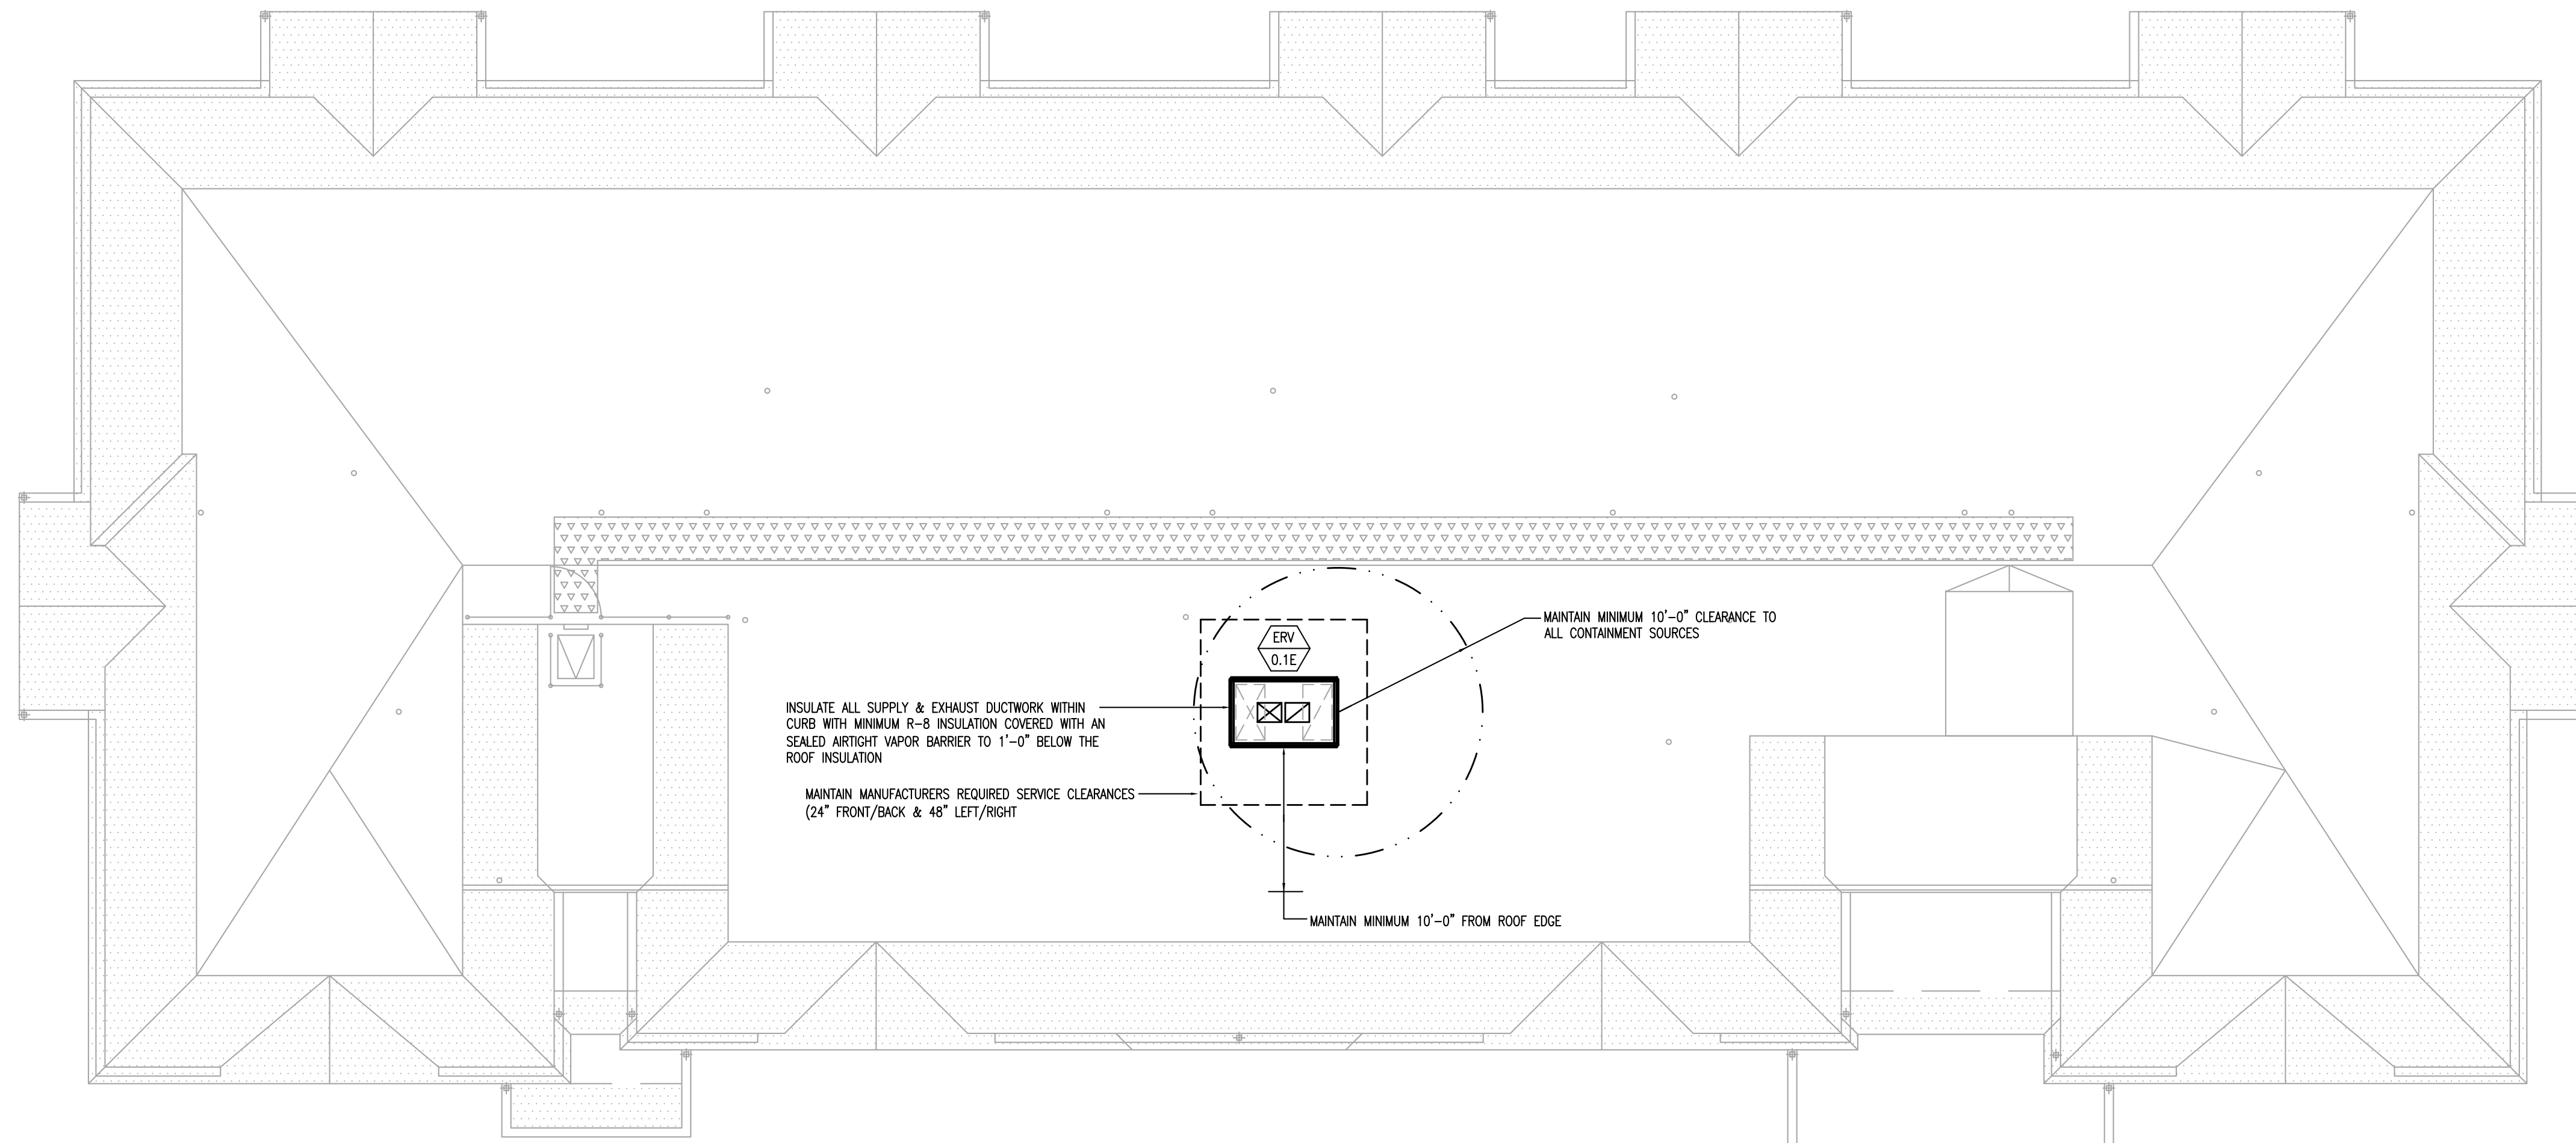 ERV
0.1E
MAINTAIN MINIMUM 10'-0" CLEARANCE TO
ALL CONTAINMENT SOURCES
INSULATE ALL SUPPLY & EXHAUST DUCTWORK WITHIN
CURB WITH MINIMUM R-8 INSULATION COVERED WITH AN
SEALED AIRTIGHT VAPOR BARRIER TO 1'-0" BELOW THE
ROOF INSULATION
MAINTAIN MANUFACTURERS REQUIRED SERVICE CLEARANCES
(24" FRONT/BACK & 48" LEFT/RIGHT
MAINTAIN MINIMUM 10'-0" FROM ROOF EDGE